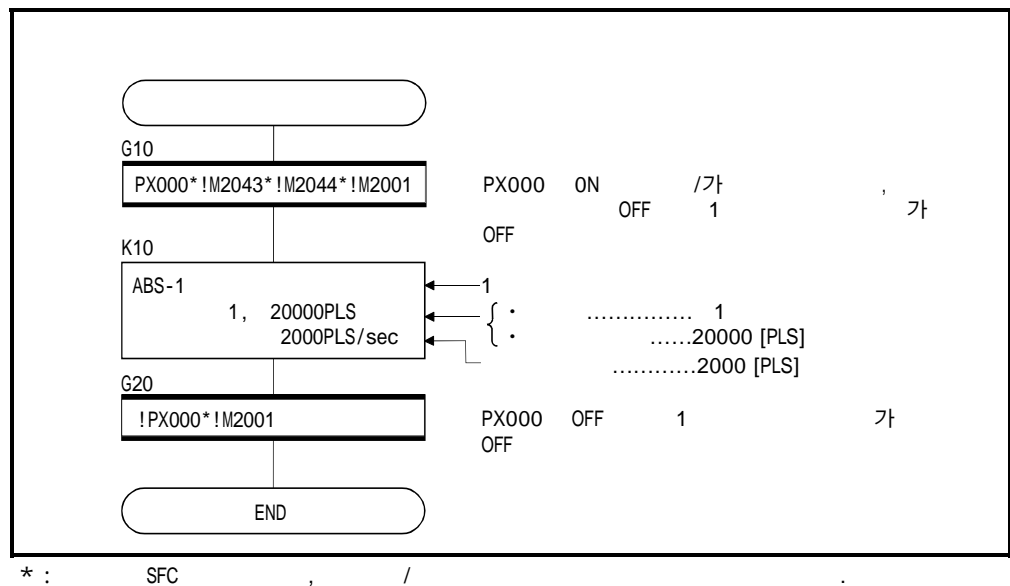 G10
PX000*!M2043*!M2044*!M2001
PX000 ON /가 ,
OFF 1 가
OFF
K10
ABS-1
1, 20000PLS
2000PLS/sec
1
・ ............... 1
・ ......20000 [PLS]
............2000 [PLS]
G20
!PX000*!M2001
PX000 OFF 1 가
OFF
END
* : SFC , / .